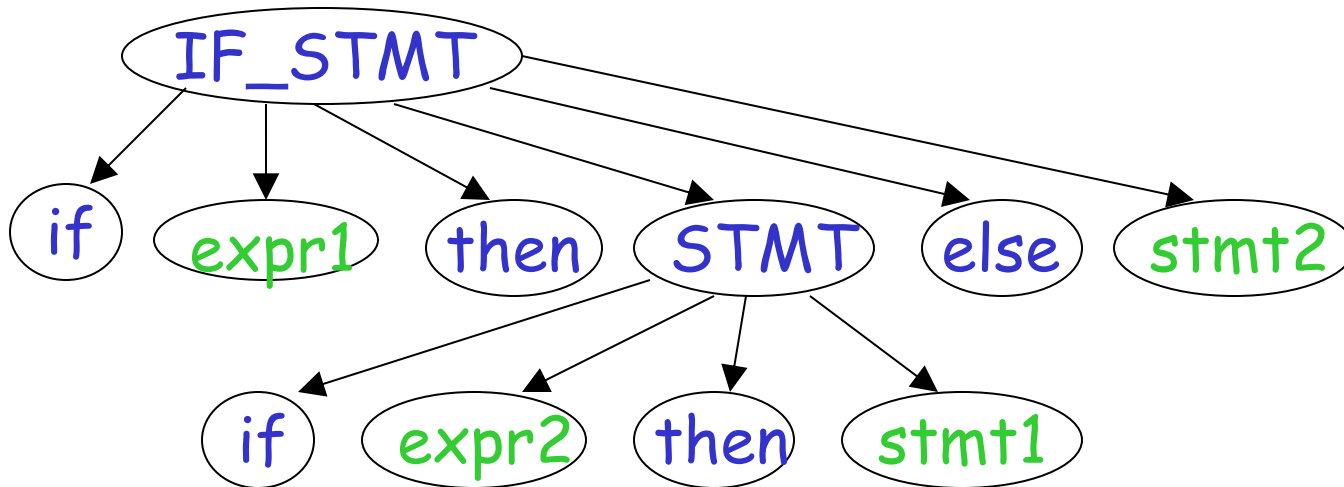 IF_STMT
if expr1 then STMT else stmt2
if expr2 then stmt1